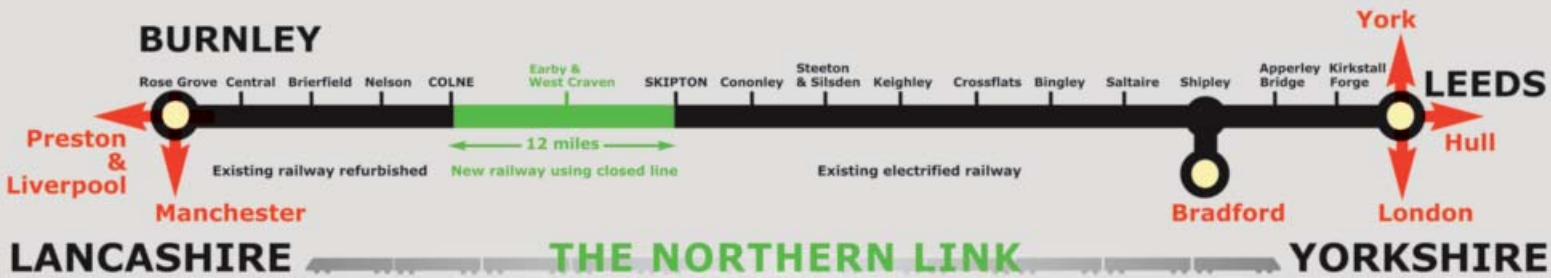 BURNLEY
Rose Grove Central Brierfield Nelson COLNE
Earby &
West Craven
SKIPTON Cononley
Steeton
& Silsden
Keighley Crossflats Bingley Saltaire Shipley
Apperley
Bridge
Kirkstall
Forge
York
LEEDS
Hull
London
Preston
&
Liverpool
Manchester
12 miles
Existing railway refurbished
New railway using closed line
Existing electrified railway
Bradford
LANCASHIRE
THE NORTHERN LINK
YORKSHIRE